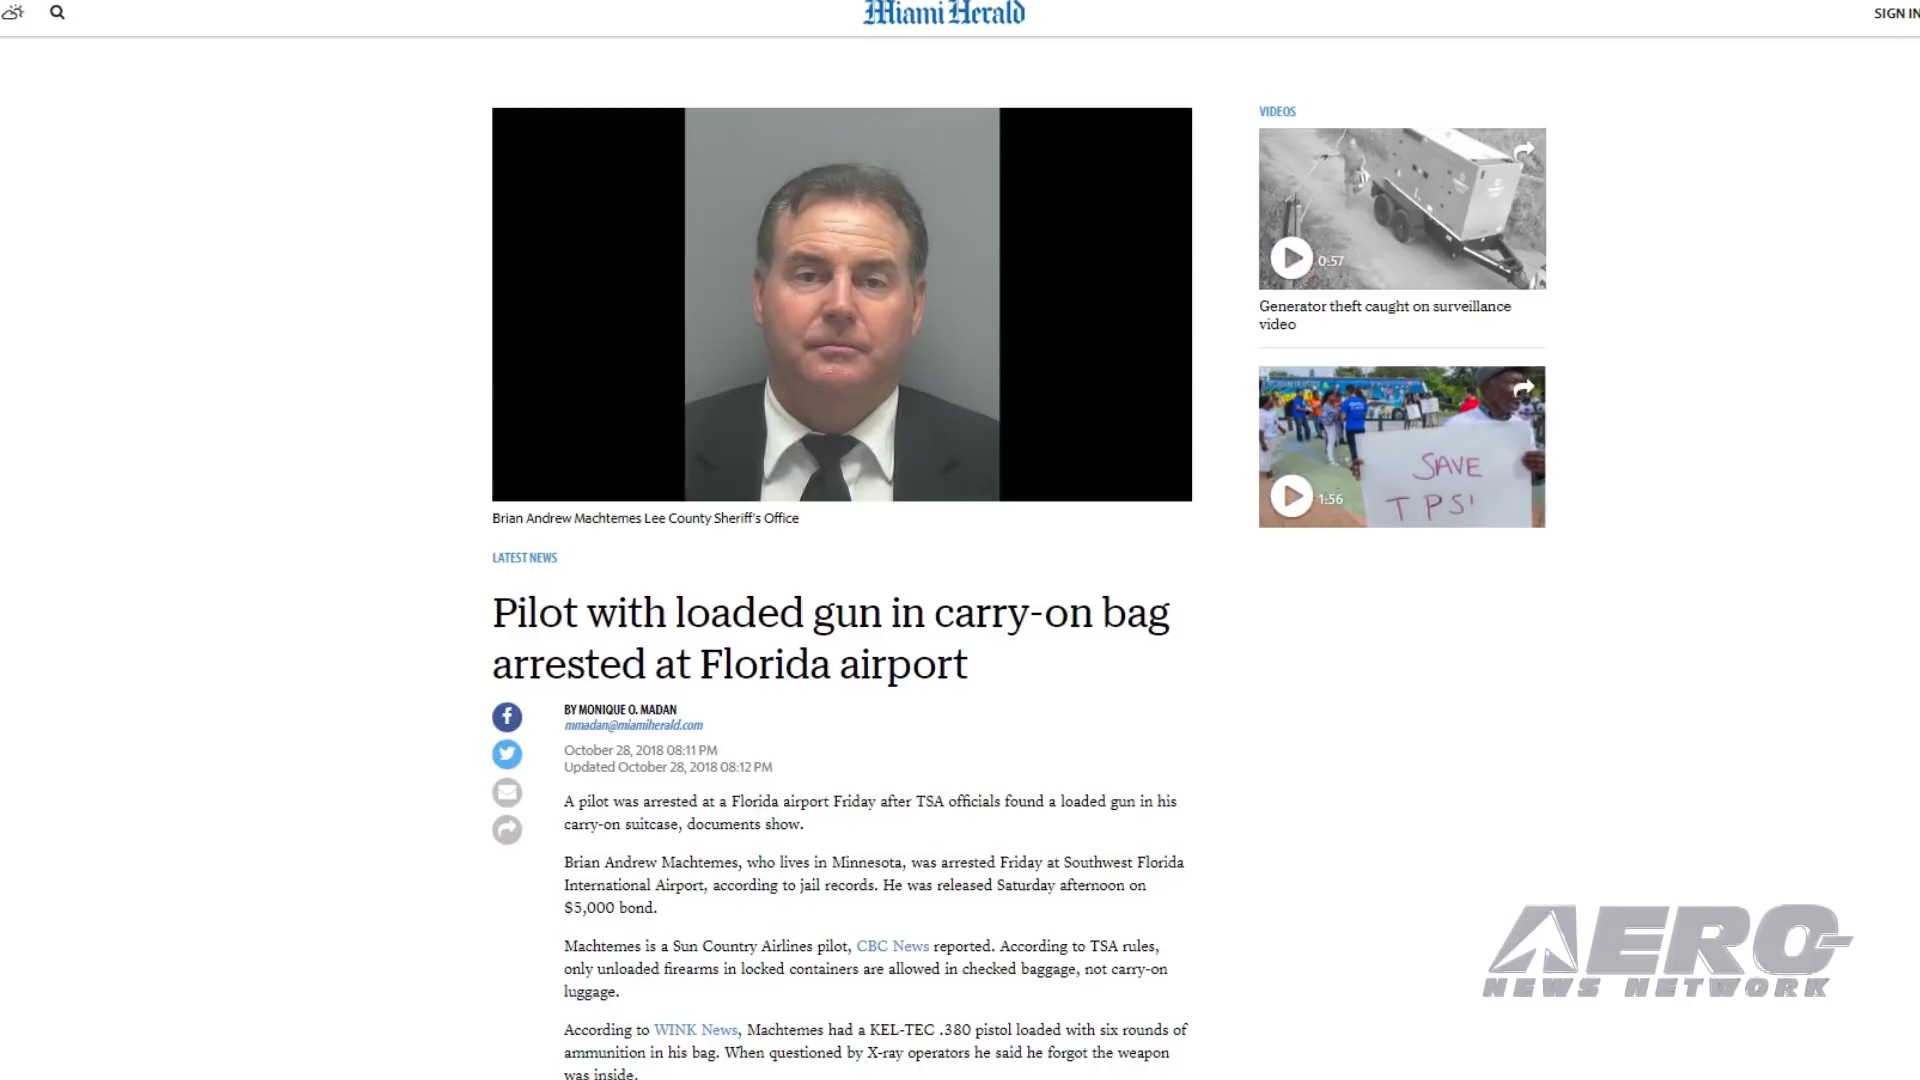 Miami Herald
SIGN IN
VIDEOS
0:57
Generator theft caught on surveillance
video
SAVE
TPS!
1:56
Brian Andrew Machtemes Lee County Sheriff's Office
LATEST NEWS
Pilot with loaded gun in carry-on bag
arrested at Florida airport
BY MONIQUE O. MADAN
mmadan@miamiherald.com
October 28, 2018 08:11 PM
Updated October 28, 2018 08:12 PM
A pilot was arrested at a Florida airport Friday after TSA officials found a loaded gun in his
carry-on suitcase, documents show.
Brian Andrew Machtemes, who lives in Minnesota, was arrested Friday at Southwest Florida
International Airport, according to jail records. He was released Saturday afternoon on
$5,000 bond.
Machtemes is a Sun Country Airlines pilot, CBC News reported. According to TSA rules,
only unloaded firearms in locked containers are allowed in checked baggage, not carry-on
luggage.
According to WINK News, Machtemes had a KEL-TEC .380 pistol loaded with six rounds of
ammunition in his bag. When questioned by X-ray operators he said he forgot the weapon
was inside.
AERO-
NEWS NETWORK